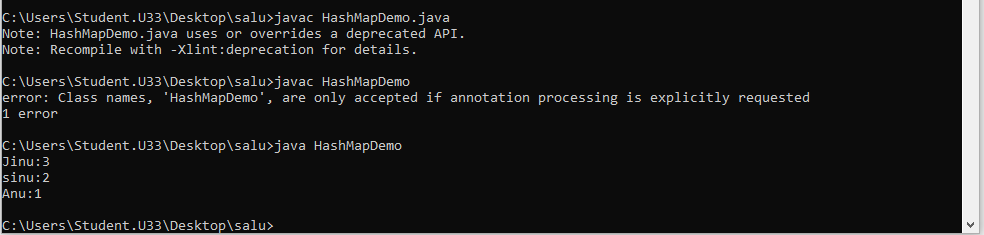 C:\Users\Student.U33\Desktop\salu>javac HashMapDemo.java
Note: HashMapDemo.java uses or overrides a deprecated API.
Note: Recompile with -Xlint:deprecation for details.
C:\Users\Student.U33\Desktop\salu>javac HashMapDemo
error: Class names, 'HashMapDemo', are only accepted if annotation processing is explicitly requested
1 error
C:\Users\Student.U33\Desktop\salu>java HashMapDemo
Jinu:3
sinu:2
Anu:1
C:\Users\Student.U33\Desktop\salu>